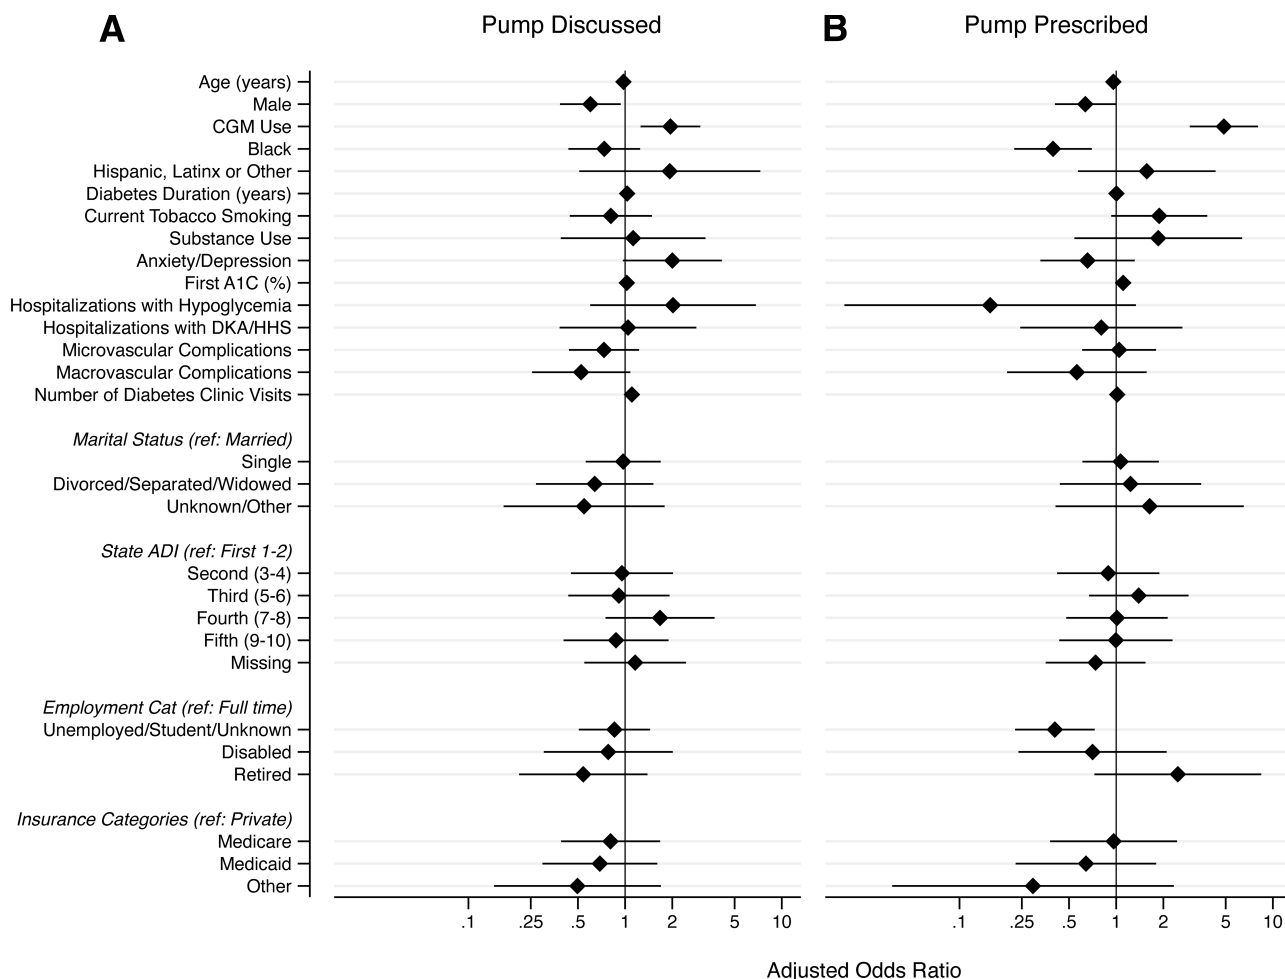 A
Pump Discussed
B
Pump Prescribed
Age (years)
Male
CGM Use
Black
Hispanic, Latinx or Other
Diabetes Duration (years)
Current Tobacco Smoking
Substance Use
Anxiety/Depression
First A1C (%)
Hospitalizations with Hypoglycemia
Hospitalizations with DKA/HHS
Microvascular Complications
Macrovascular Complications
Number of Diabetes Clinic Visits
Marital Status (ref: Married)
Single
Divorced/Separated/Widowed
Unknown/Other
State ADI (ref: First 1-2)
Second (3-4)
Third (5-6)
Fourth (7-8)
Fifth (9-10)
Missing
Employment Cat (ref: Full time)
Unemployed/Student/Unknown
Disabled
Retired
Insurance Categories (ref: Private)
Medicare
Medicaid
Other
.1 .25 .5 1 2 5 10
.1 .25 .5 1 2 5 10
Adjusted Odds Ratio